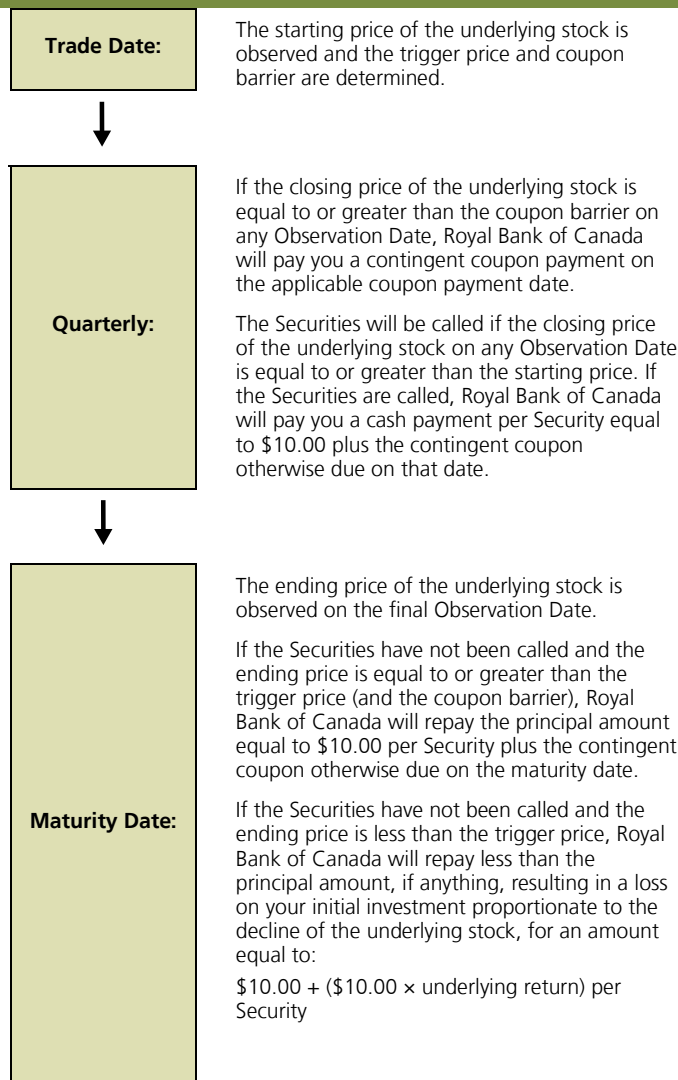 Trade Date:
The starting price of the underlying stock is
observed and the trigger price and coupon
barrier are determined.
Quarterly:
If the closing price of the underlying stock is
equal to or greater than the coupon barrier on
any Observation Date, Royal Bank of Canada
will pay you a contingent coupon payment on
the applicable coupon payment date.
The Securities will be called if the closing price
of the underlying stock on any Observation Date
is equal to or greater than the starting price. If
the Securities are called, Royal Bank of Canada
will pay you a cash payment per Security equal
to $10.00 plus the contingent coupon
otherwise due on that date.
Maturity Date:
The ending price of the underlying stock is
observed on the final Observation Date.
If the Securities have not been called and the
ending price is equal to or greater than the
trigger price (and the coupon barrier), Royal
Bank of Canada will repay the principal amount
equal to $10.00 per Security plus the contingent
coupon otherwise due on the maturity date.
If the Securities have not been called and the
ending price is less than the trigger price, Royal
Bank of Canada will repay less than the
principal amount, if anything, resulting in a loss
on your initial investment proportionate to the
decline of the underlying stock, for an amount
equal to:
$10.00 + ($10.00 × underlying return) per
Security